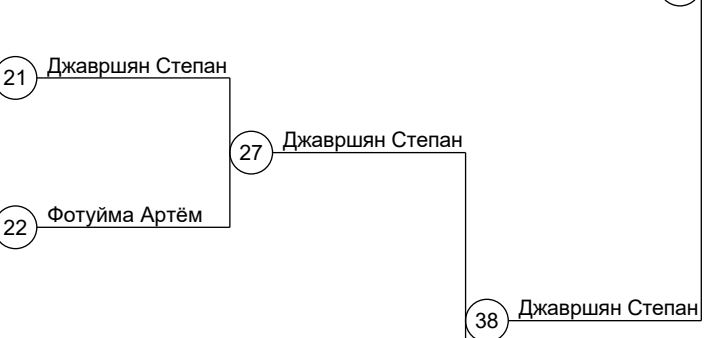 21 Джавршян Степан
27 Джавршян Степан
22 Фотуйма Артём
38 Джавршян Степан